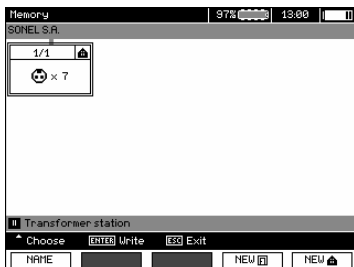 Memory 97% 13:00
SONEL S.A.
1/1
× 7
Transformer station
Choose ENTER Write ESC Exit
NAME NEW NEW